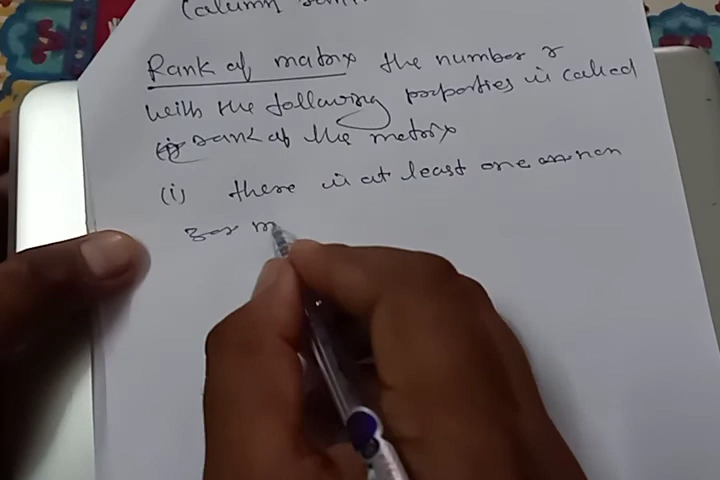 Column
Rank of matrix the number r
with the following properties is called
rank of the matrix
(i) there is at least one non
zero m